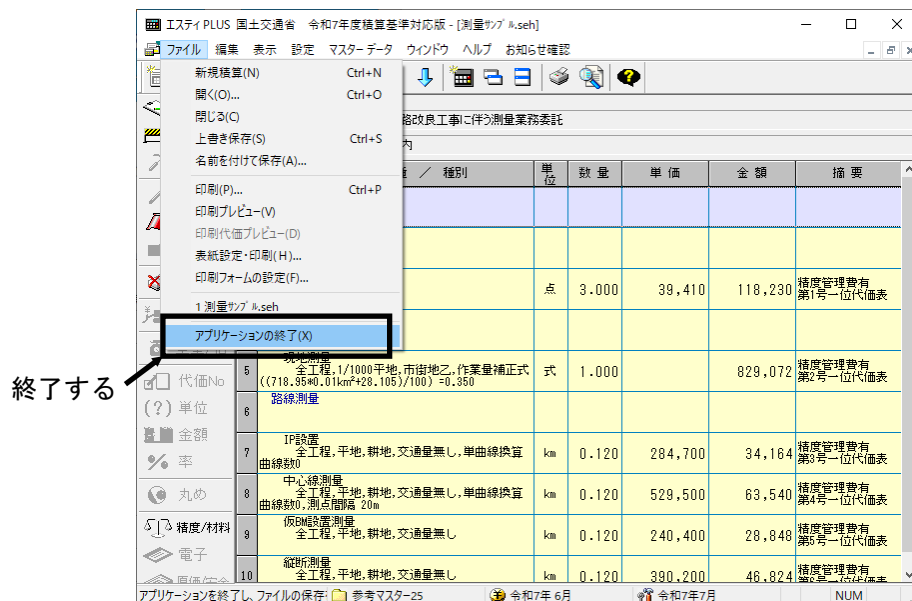 エスティPLUS 国土交通省 令和7年度積算基準対応版 - [測量ｻﾝﾌﾟﾙ.seh]
ファイル 編集 表示 設定 マスターデータ ウィンドウ ヘルプ お知らせ確認
新規積算(N) Ctrl+N
開く(O)... Ctrl+O
閉じる(C)
上書き保存(S) Ctrl+S
名前を付けて保存(A)...
印刷(P)... Ctrl+P
印刷プレビュー(V)
印刷代価プレビュー(D)
表紙設定・印刷(H)...
印刷フォームの設定(F)...
1 測量ｻﾝﾌﾟﾙ.seh
アプリケーションの終了(X)
終了する
路改良工事に伴う測量業務委託
内
／ 種別 単位 数量 単価 金額 摘要
点 3.000 39,410 118,230 精度管理費有
第1号一位代価表
5 現地測量
全工程,1/1000平地,市街地乙,作業量補正式
((718.95*0.01km²+28.105)/100) =0.350
式 1.000 829,072 精度管理費有
第2号一位代価表
6 路線測量
7 IP設置
全工程,平地,耕地,交通量無し,単曲線換算
曲線数0
km 0.120 284,700 34,164 精度管理費有
第3号一位代価表
8 中心線測量
全工程,平地,耕地,交通量無し,単曲線換算
曲線数0,測点間隔 20m
km 0.120 529,500 63,540 精度管理費有
第4号一位代価表
9 仮BM設置測量
全工程,平地,耕地,交通量無し
km 0.120 240,400 28,848 精度管理費有
第5号一位代価表
10 縦断測量
全工程,平地,耕地,交通量無し
km 0.120 390,200 46,824 精度管理費有
代価No
(?) 単位
金額
% 率
丸め
精度/材料
電子
アプリケーションを終了し、ファイルの保存 参考マスター25 令和7年 6月 令和7年7月 NUM